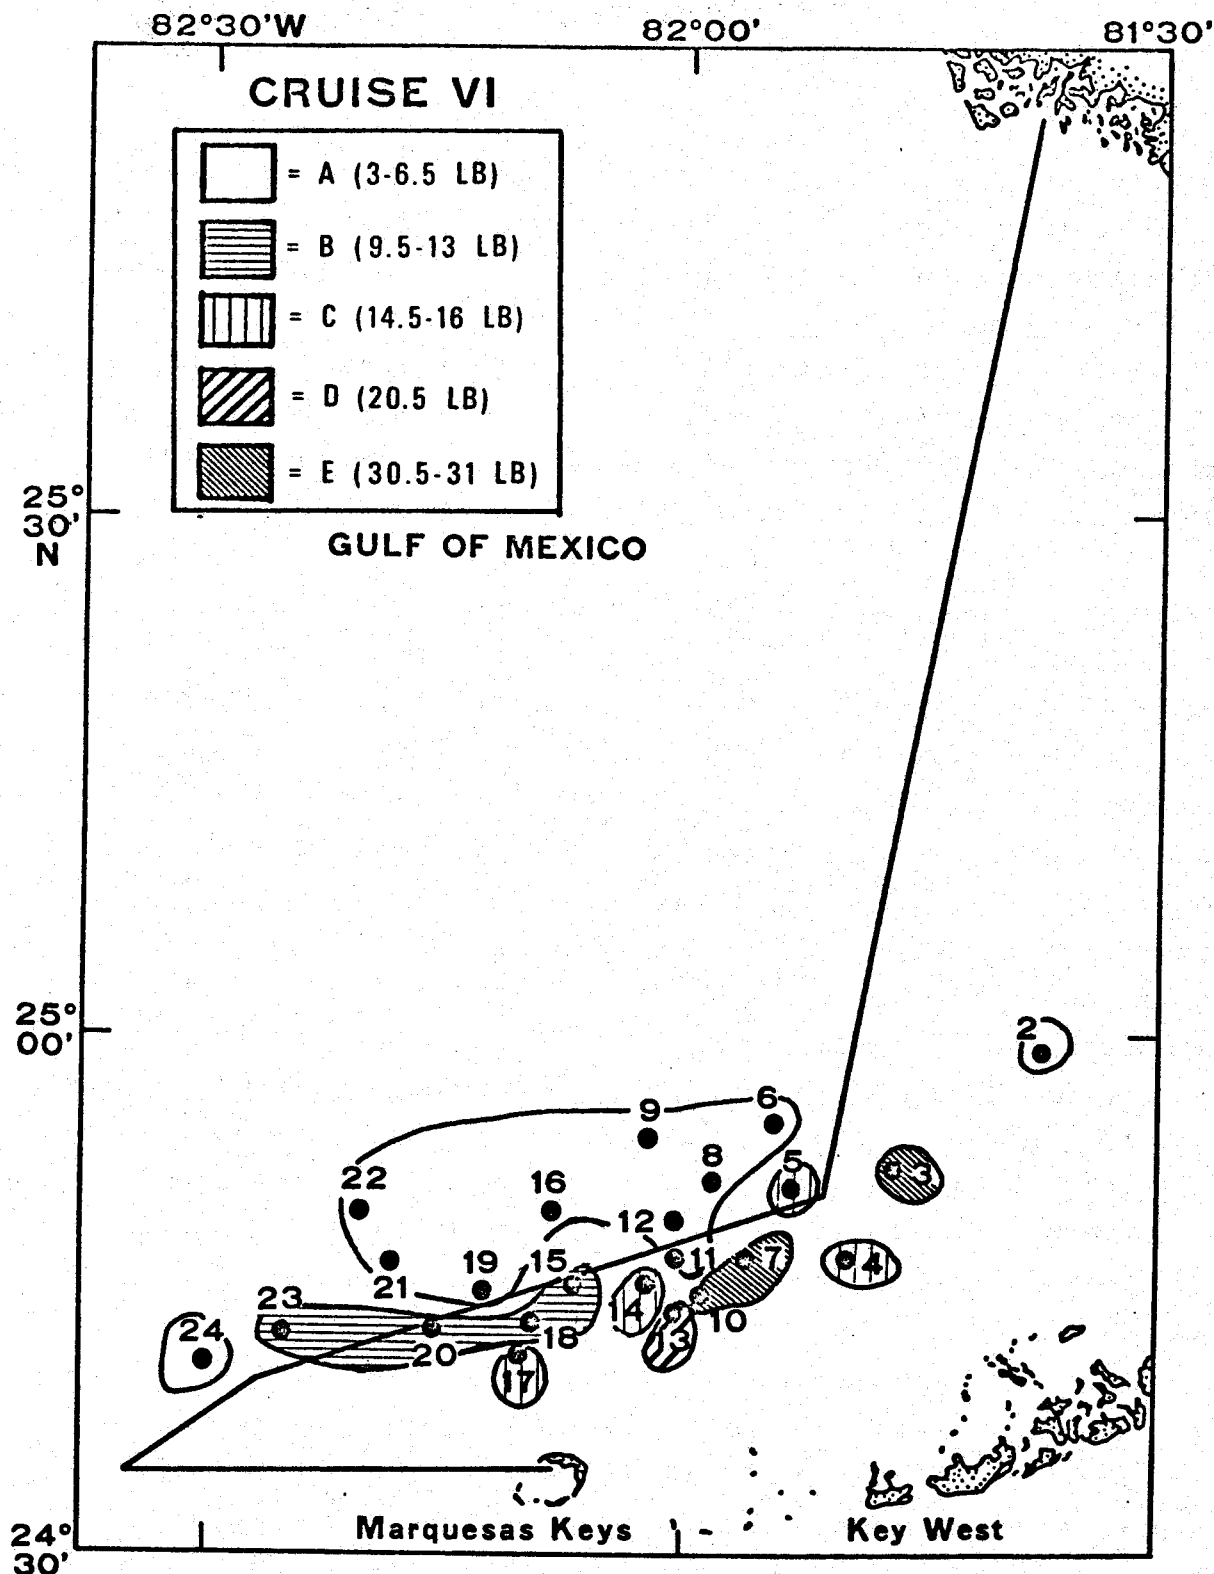 82°30'W 82°00' 81°30'
CRUISE VI
= A (3-6.5 LB)
= B (9.5-13 LB)
= C (14.5-16 LB)
= D (20.5 LB)
= E (30.5-31 LB)
25°
30'
N
GULF OF MEXICO
25°
00'
2
9
6
8
5
3
22
16
12
19
15
11
7
4
21
23
14
10
24
20
18
13
17
Marquesas Keys
Key West
24°
30'